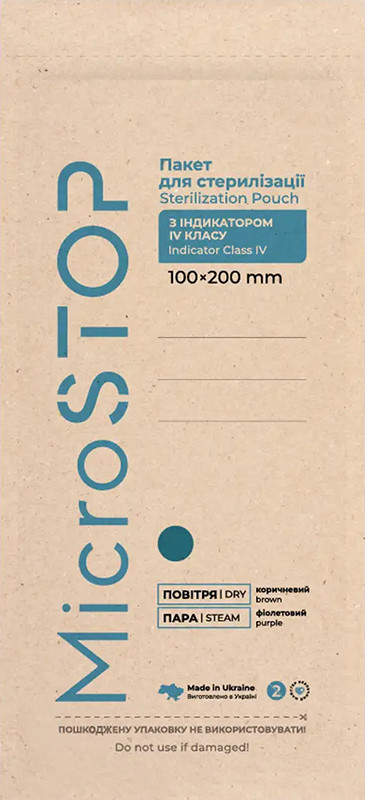 MicroSTOP
Пакет
для стерилізації
Sterilization Pouch
З ІНДИКАТОРОМ
IV КЛАСУ
Indicator Class IV
100×200 mm
ПОВІТРЯ | DRY коричневий
brown
ПАРА | STEAM фіолетовий
purple
Made in Ukraine
Виготовлено в Україні
2
ПОШКОДЖЕНУ УПАКОВКУ НЕ ВИКОРИСТОВУВАТИ!
Do not use if damaged!